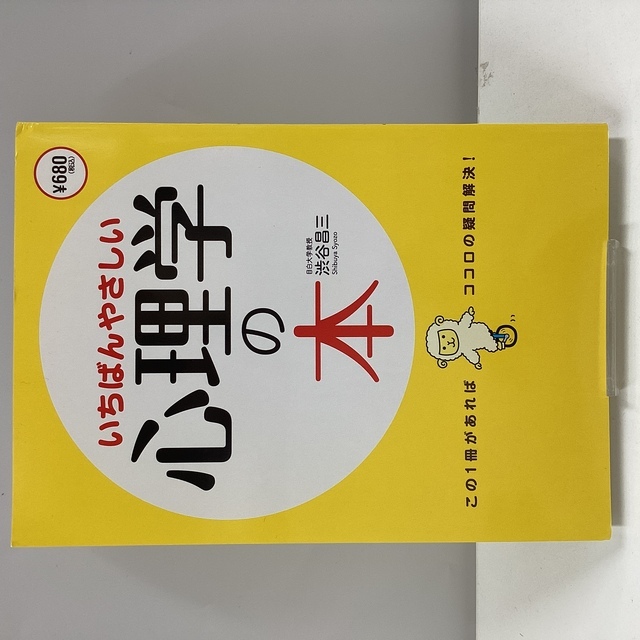 ¥680
(税込)
いちばんやさしい
心理学
の
本
目白大学教授
渋谷昌三
Shibuya Syozo
この1冊があれば ココロの疑問解決！